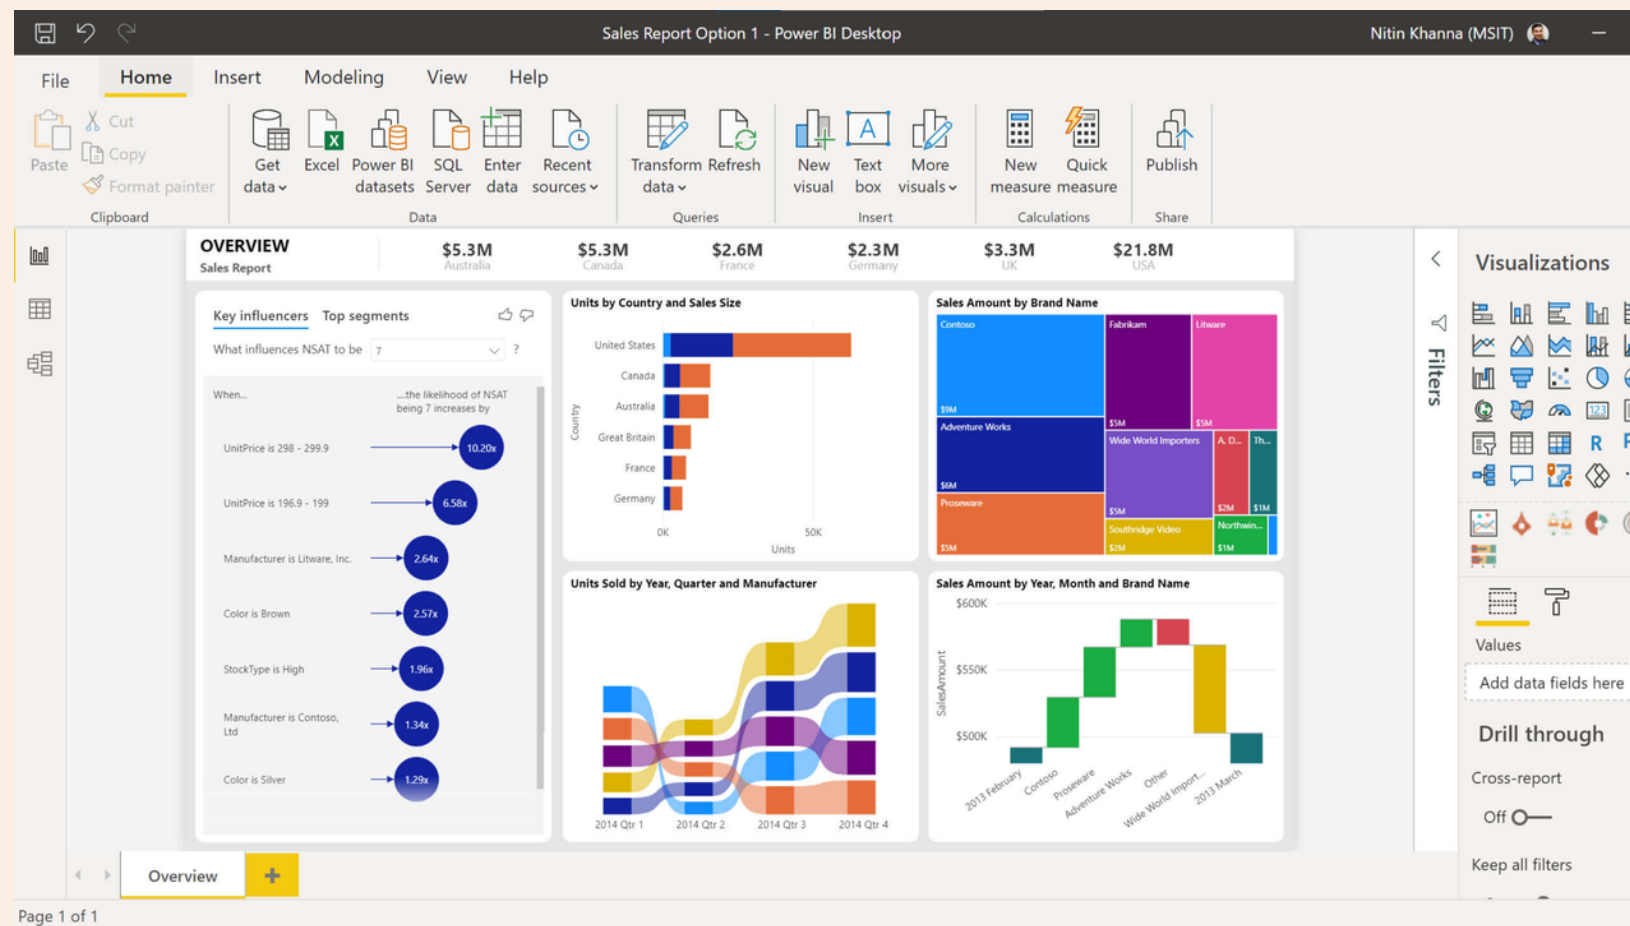 Sales Report Option 1 - Power BI Desktop
Nitin Khanna (MSIT)
File Home Insert Modeling View Help
Paste
Cut
Copy
Format painter
Clipboard
Get data
Excel
Power BI datasets
SQL Server
Enter data
Recent sources
Data
Transform data
Refresh
Queries
New visual
Text box
More visuals
Insert
New measure
Quick measure
Calculations
Publish
Share
OVERVIEW
Sales Report
$5.3M
Australia
$5.3M
Canada
$2.6M
France
$2.3M
Germany
$3.3M
UK
$21.8M
USA
Key influencers Top segments
What influences NSAT to be 7 ?
When...
....the likelihood of NSAT
being 7 increases by
UnitPrice is 298 - 299.9
10.20x
UnitPrice is 196.9 - 199
6.58x
Manufacturer is Litware, Inc.
2.64x
Color is Brown
2.57x
StockType is High
1.96x
Manufacturer is Contoso,
Ltd
1.34x
Color is Silver
1.29x
Units by Country and Sales Size
Country
United States
Canada
Australia
Great Britain
France
Germany
0K 50K
Units
Sales Amount by Brand Name
Contoso
$9M
Adventure Works
$6M
Proseware
$5M
Fabrikam
$5M
Litware
$5M
Wide World Importers
$5M
A. D...
$2M
Th...
$1M
Southridge Video
$2M
Northwin...
$1M
Units Sold by Year, Quarter and Manufacturer
2014 Qtr 1 2014 Qtr 2 2014 Qtr 3 2014 Qtr 4
Sales Amount by Year, Month and Brand Name
SalesAmount
$600K
$550K
$500K
2013 February
Contoso
Proseware
Adventure Works
Other
Wide World Import...
2013 March
Filters
Visualizations
123
R
Values
Add data fields here
Drill through
Cross-report
Off
Keep all filters
Overview
+
Page 1 of 1